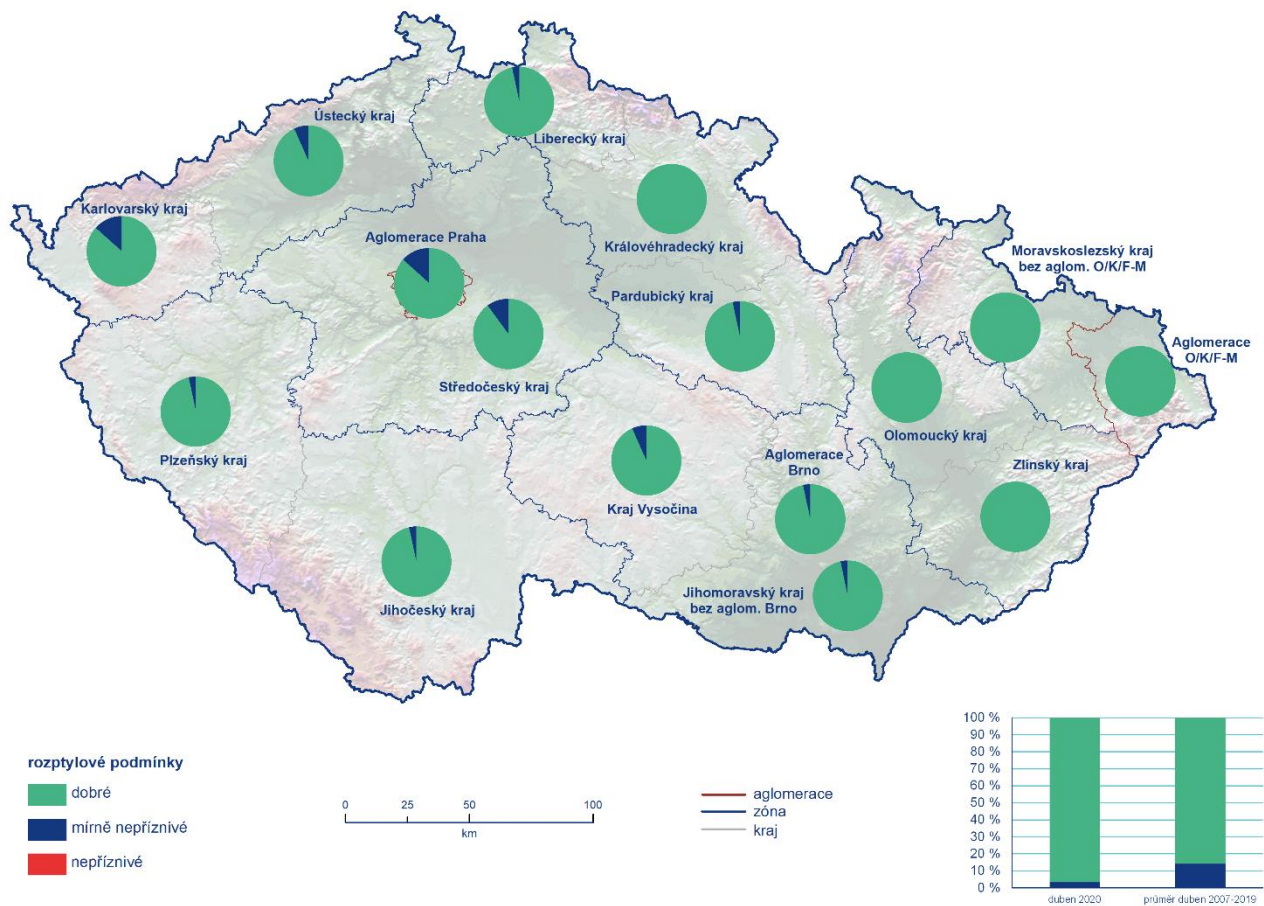 Ústecký kraj
Liberecký kraj
Karlovarský kraj
Aglomerace Praha
Královéhradecký kraj
Moravskoslezský kraj
bez aglom. O/K/F-M
Pardubický kraj
Aglomerace
O/K/F-M
Středočeský kraj
Olomoucký kraj
Plzeňský kraj
Aglomerace
Brno
Zlínský kraj
Kraj Vysočina
Jihomoravský kraj
bez aglom. Brno
Jihočeský kraj
rozptylové podmínky
dobré
mírně nepříznivé
nepříznivé
0 25 50 100
km
aglomerace
zóna
kraj
100 %
90 %
80 %
70 %
60 %
50 %
40 %
30 %
20 %
10 %
0 %
duben 2020 průměr duben 2007-2019